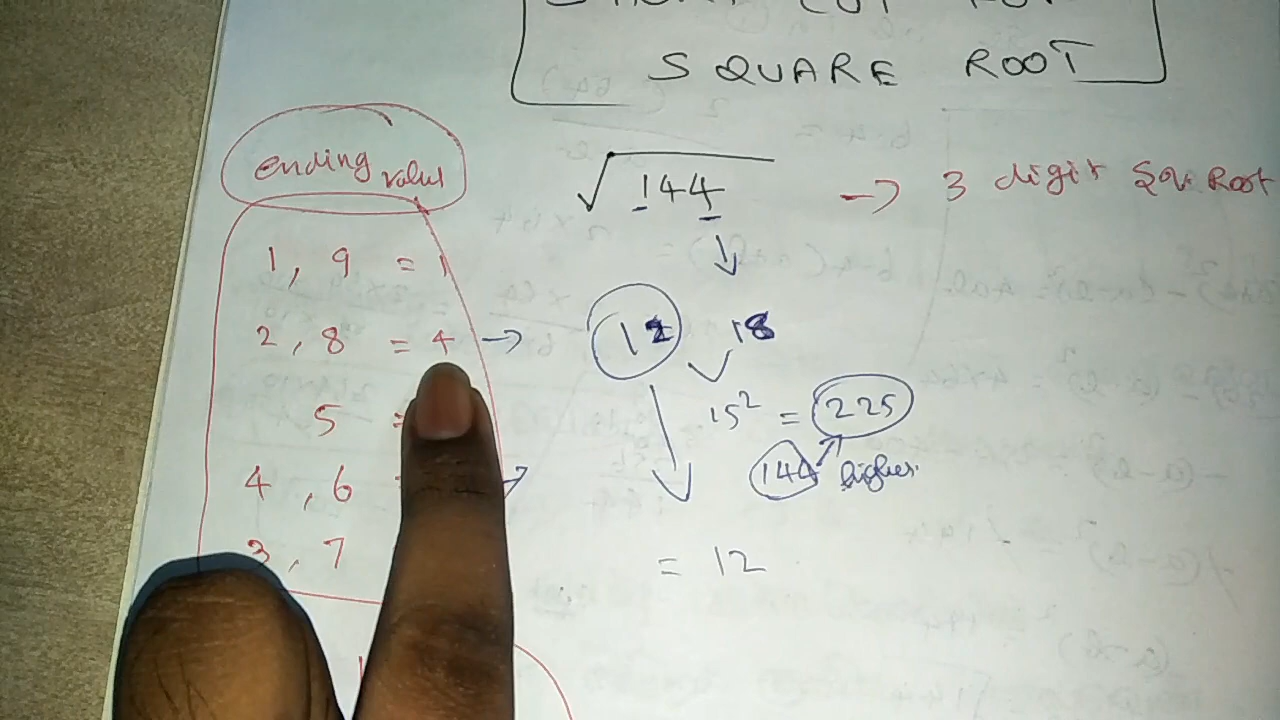 SQUARE ROOT
ending value
1, 9 = 1
2, 8 = 4 →
5 =
4, 6
3, 7
√144 → 3 digit Sq. Root
12 18
15² = 225
144 higher.
= 12